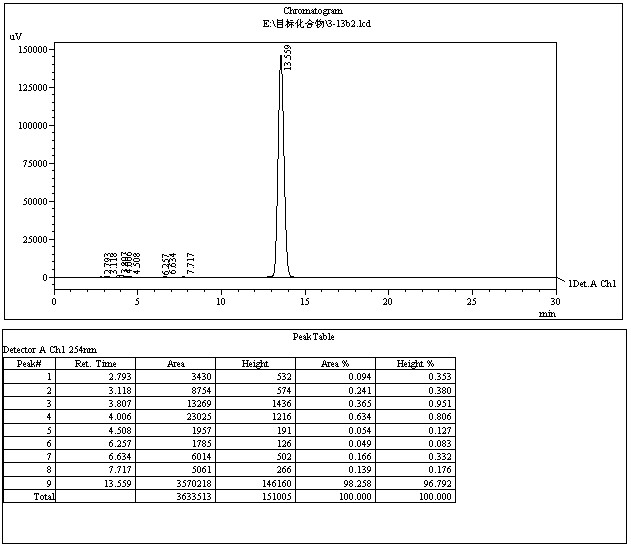 Chromatogram
E:\目标化合物\3-13b2.lcd
uV
150000
125000
100000
75000
50000
25000
0
13.559
2.793
3.118
3.807
4.006
4.508
6.257
6.634
7.717
0 5 10 15 20 25 30
min
1Det.A Ch1
PeakTable
Detector A Ch1 254nm
Peak# Ret. Time Area Height Area % Height %
1 2.793 3430 532 0.094 0.353
2 3.118 8754 574 0.241 0.380
3 3.807 13269 1436 0.365 0.951
4 4.006 23025 1216 0.634 0.806
5 4.508 1957 191 0.054 0.127
6 6.257 1785 126 0.049 0.083
7 6.634 6014 502 0.166 0.332
8 7.717 5061 266 0.139 0.176
9 13.559 3570218 146160 98.258 96.792
Total 3633513 151005 100.000 100.000